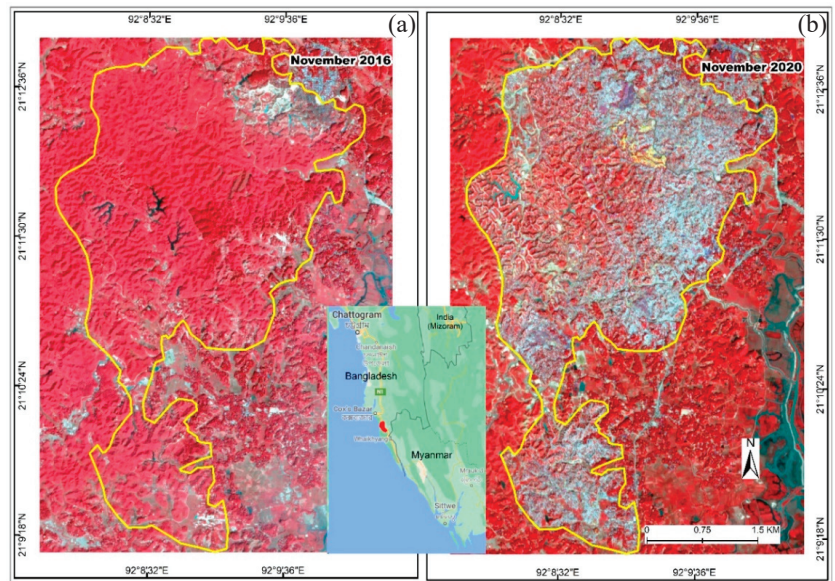 92°8'32"E
92°9'36"E
92°8'32"E
92°9'36"E
(a)
(b)
November 2016
November 2020
21°12'36"N
21°11'30"N
21°10'24"N
21°9'18"N
21°12'36"N
21°11'30"N
21°10'24"N
21°9'18"N
Chattogram
India
(Mizoram)
Bangladesh
N1
Myanmar
Sittwe
N
0 0.75 1.5 KM
92°8'32"E
92°9'36"E
92°8'32"E
92°9'36"E